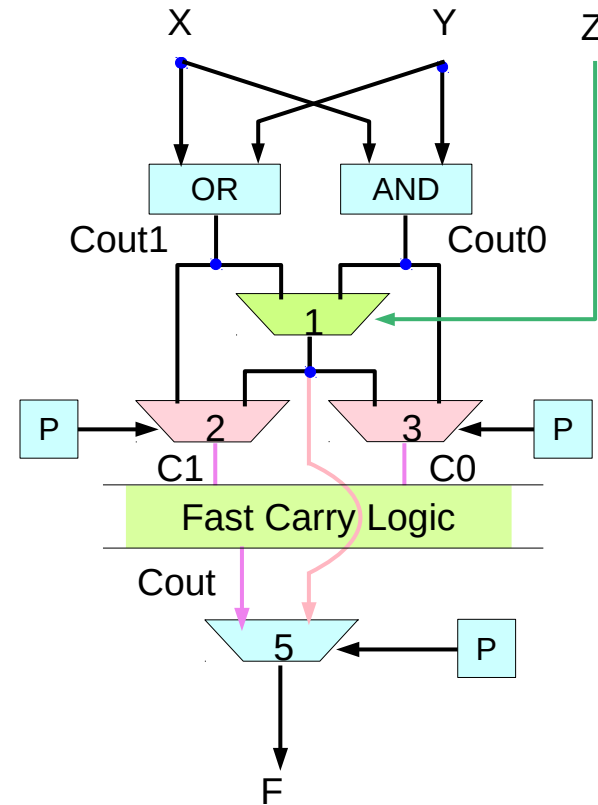 X Y Z
OR AND
Cout1 Cout0
1
P 2 3 P
C1 C0
Fast Carry Logic
Cout
5 P
F